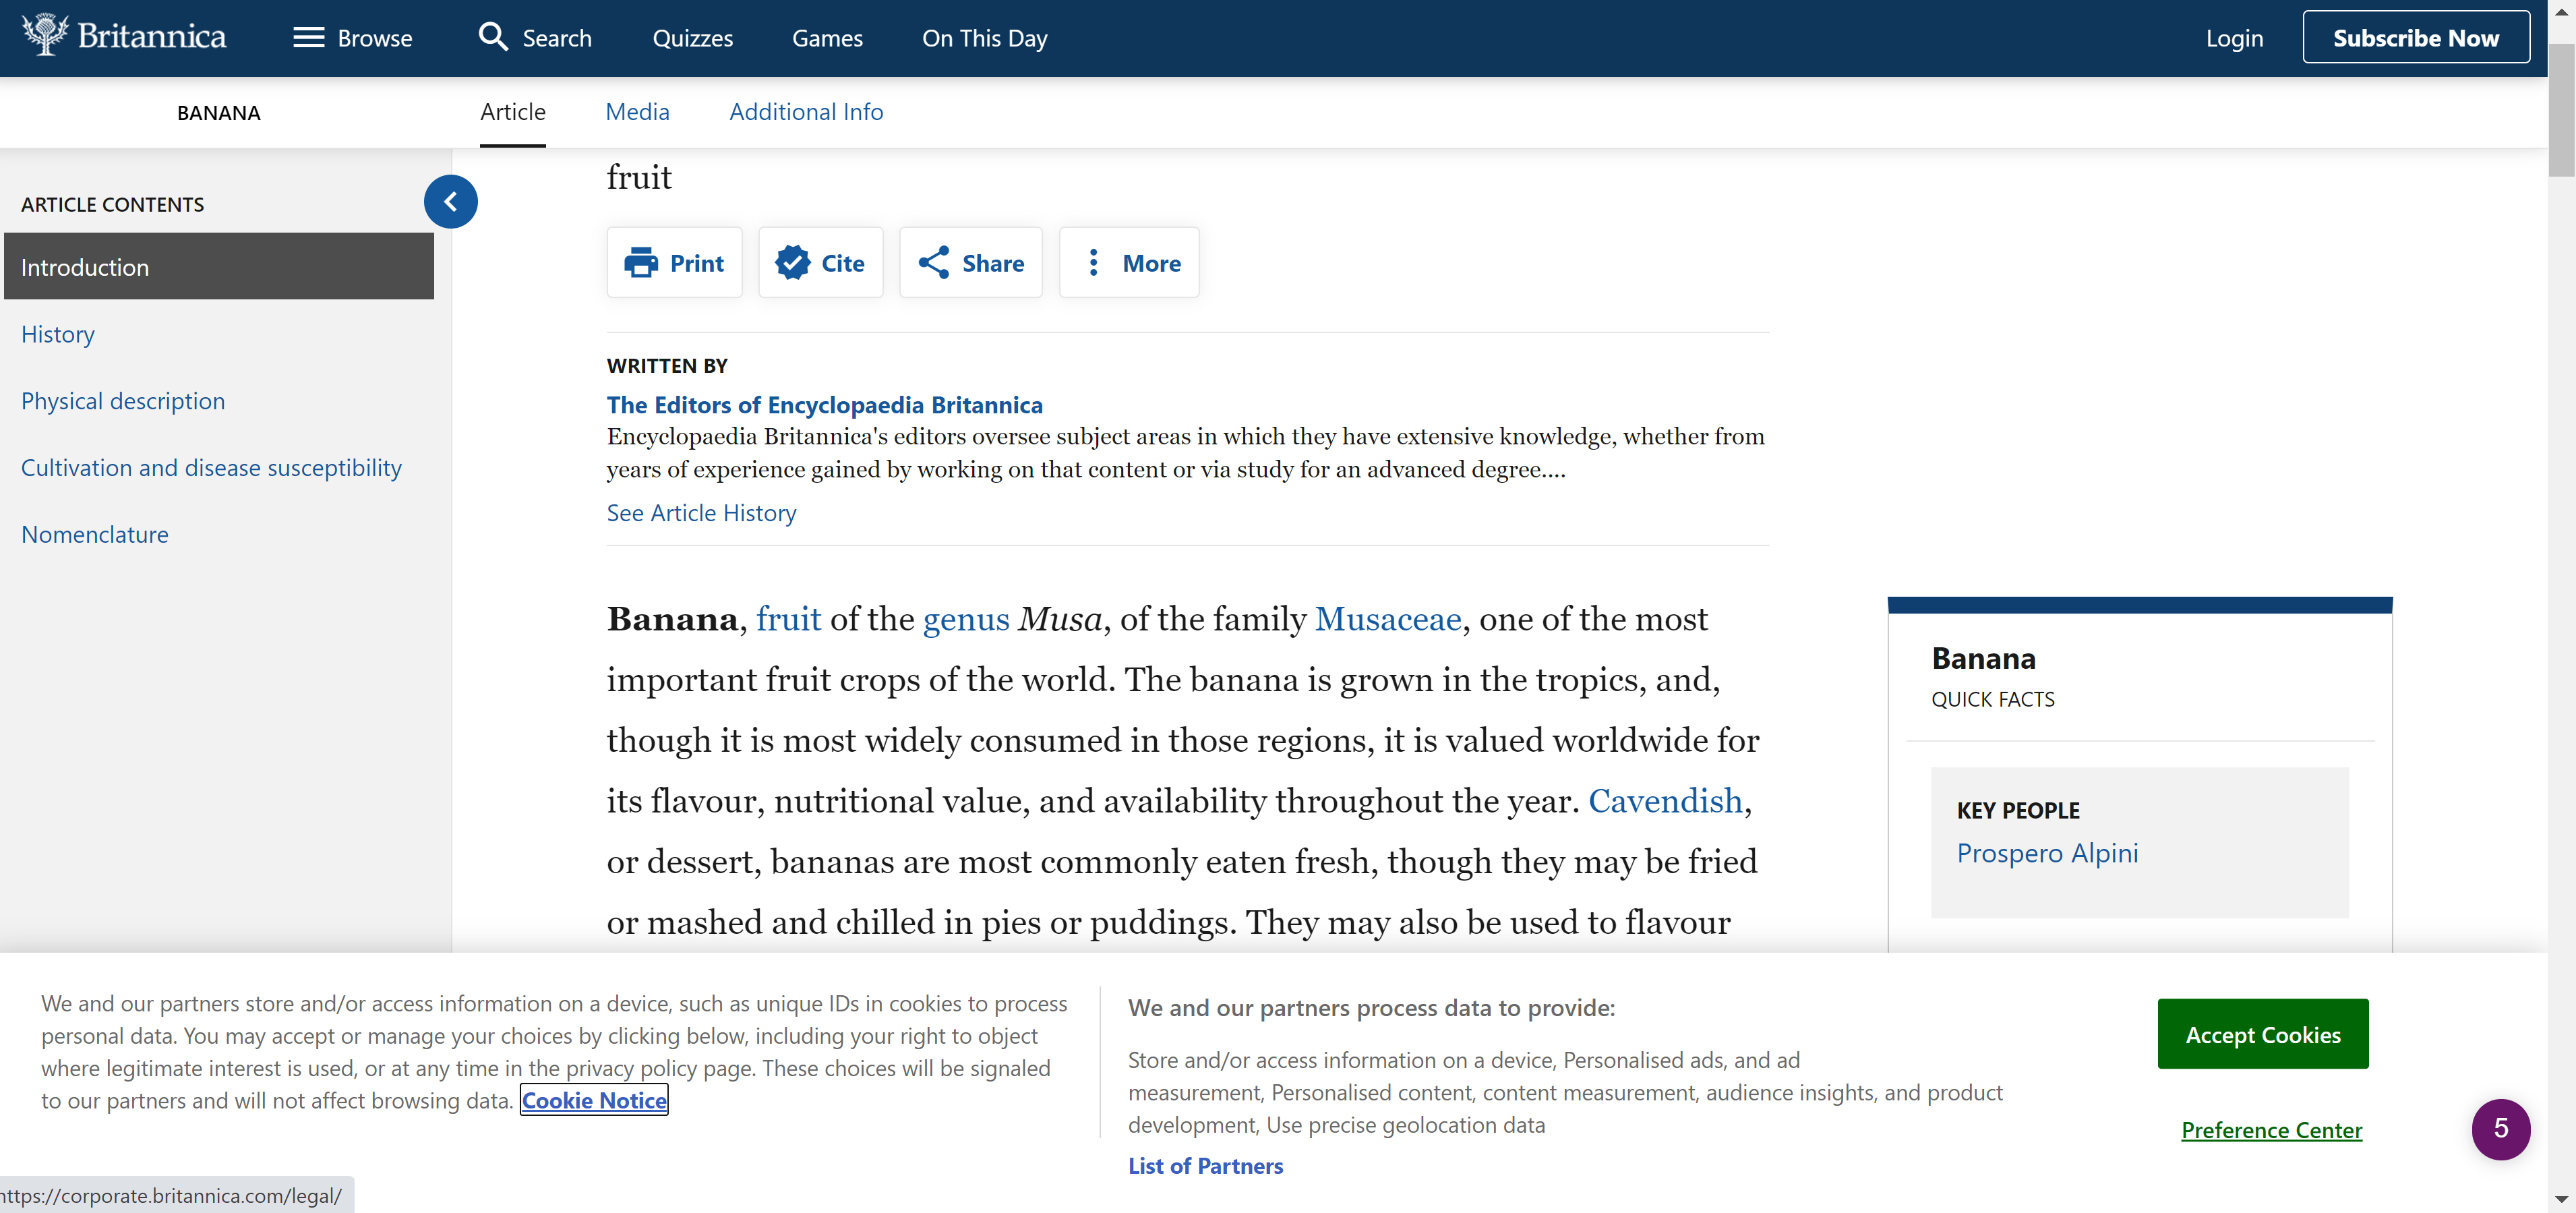 Britannica
Browse
Search
Quizzes
Games
On This Day
Login
Subscribe Now
BANANA
Article
Media
Additional Info
ARTICLE CONTENTS
Introduction
History
Physical description
Cultivation and disease susceptibility
Nomenclature
fruit
Print
Cite
Share
More
WRITTEN BY
The Editors of Encyclopaedia Britannica
Encyclopaedia Britannica's editors oversee subject areas in which they have extensive knowledge, whether from
years of experience gained by working on that content or via study for an advanced degree....
See Article History
Banana, fruit of the genus Musa, of the family Musaceae, one of the most
important fruit crops of the world. The banana is grown in the tropics, and,
though it is most widely consumed in those regions, it is valued worldwide for
its flavour, nutritional value, and availability throughout the year. Cavendish,
or dessert, bananas are most commonly eaten fresh, though they may be fried
or mashed and chilled in pies or puddings. They may also be used to flavour
Banana
QUICK FACTS
KEY PEOPLE
Prospero Alpini
We and our partners store and/or access information on a device, such as unique IDs in cookies to process
personal data. You may accept or manage your choices by clicking below, including your right to object
where legitimate interest is used, or at any time in the privacy policy page. These choices will be signaled
to our partners and will not affect browsing data. Cookie Notice
We and our partners process data to provide:
Store and/or access information on a device, Personalised ads, and ad
measurement, Personalised content, content measurement, audience insights, and product
development, Use precise geolocation data
List of Partners
Accept Cookies
Preference Center
5
https://corporate.britannica.com/legal/